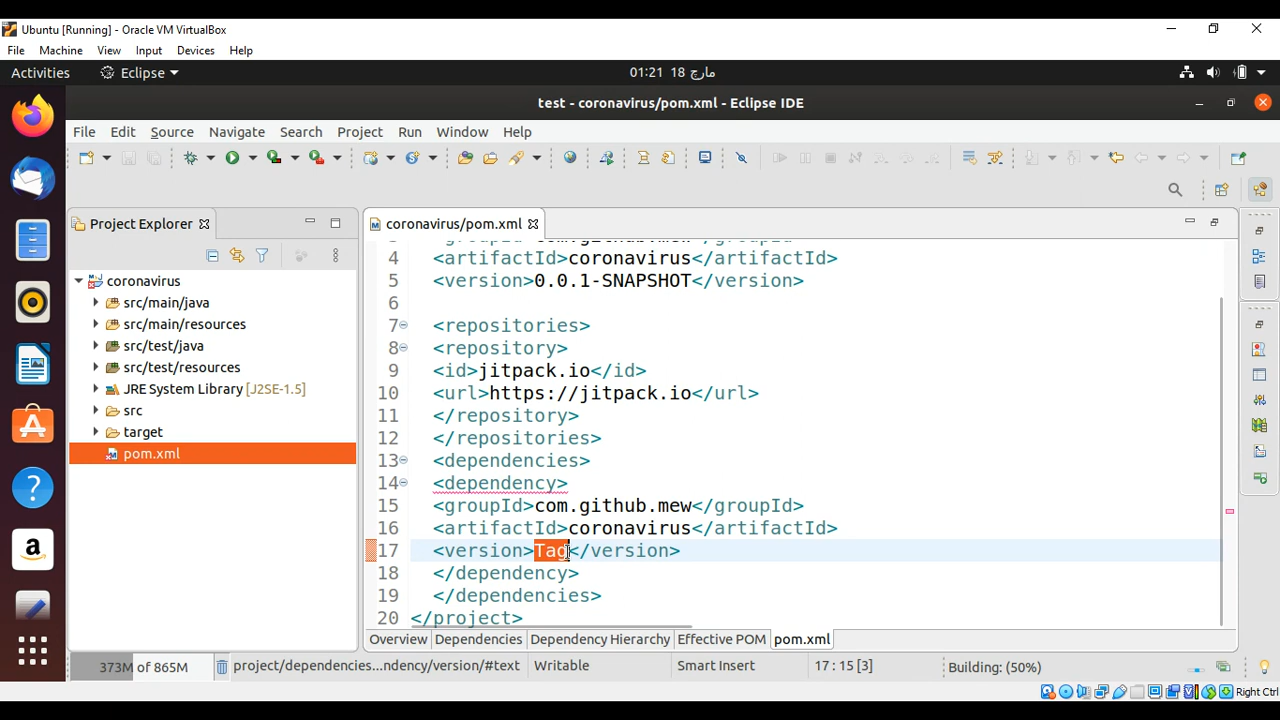 Ubuntu [Running] - Oracle VM VirtualBox
File Machine View Input Devices Help
Activities Eclipse 01:21 18 مارچ
test - coronavirus/pom.xml - Eclipse IDE
File Edit Source Navigate Search Project Run Window Help
Project Explorer
coronavirus
src/main/java
src/main/resources
src/test/java
src/test/resources
JRE System Library [J2SE-1.5]
src
target
pom.xml
coronavirus/pom.xml
4 <artifactId>coronavirus</artifactId>
5 <version>0.0.1-SNAPSHOT</version>
6
7 <repositories>
8 <repository>
9 <id>jitpack.io</id>
10 <url>https://jitpack.io</url>
11 </repository>
12 </repositories>
13 <dependencies>
14 <dependency>
15 <groupId>com.github.mew</groupId>
16 <artifactId>coronavirus</artifactId>
17 <version>Tag</version>
18 </dependency>
19 </dependencies>
20 </project>
Overview Dependencies Dependency Hierarchy Effective POM pom.xml
373M of 865M project/dependencies...ndency/version/#text Writable Smart Insert 17 : 15 [3] Building: (50%)
Right Ctrl